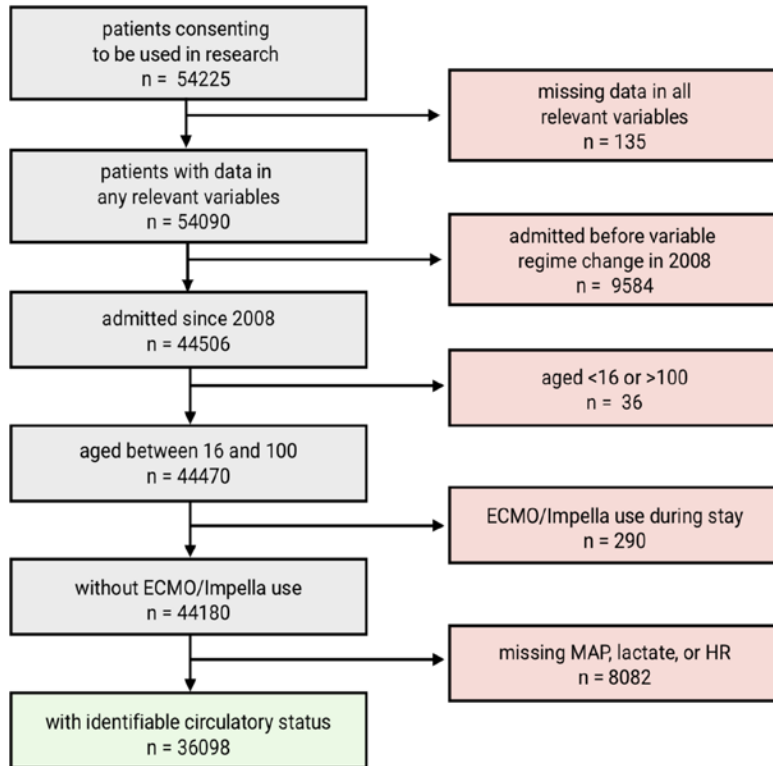 patients consenting
to be used in research
n = 54225
missing data in all
relevant variables
n = 135
patients with data in
any relevant variables
n = 54090
admitted before variable
regime change in 2008
n = 9584
admitted since 2008
n = 44506
aged <16 or >100
n = 36
aged between 16 and 100
n = 44470
ECMO/Impella use during stay
n = 290
without ECMO/Impella use
n = 44180
missing MAP, lactate, or HR
n = 8082
with identifiable circulatory status
n = 36098